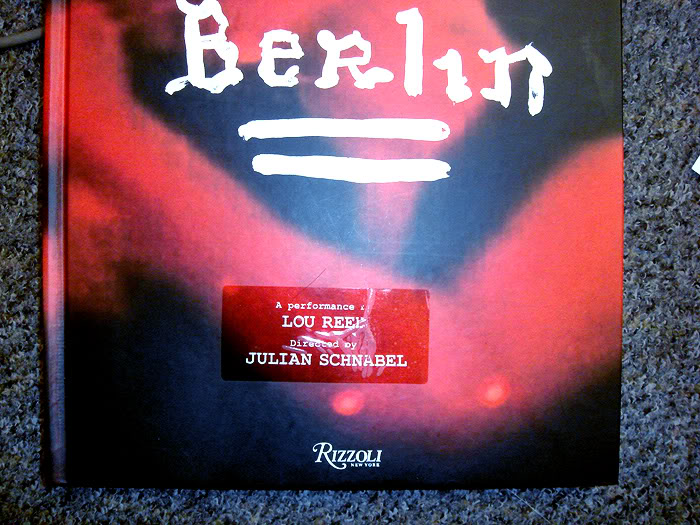 Berlin
A performance
LOU REED
Directed by
JULIAN SCHNABEL
RIZZOLI
NEW YORK